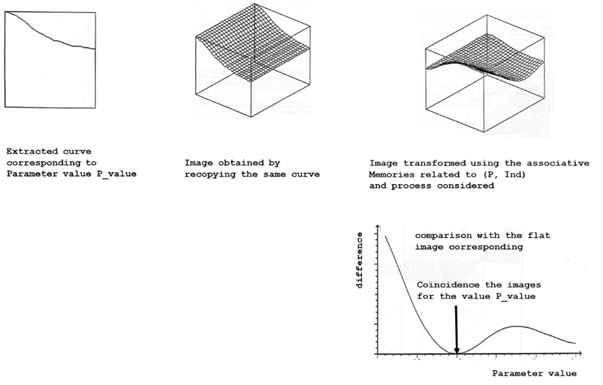 Extracted curve
corresponding to
Parameter value P_value
Image obtained by
recopying the same curve
Image transformed using the associative
Memories related to (P, Ind)
and process considered
difference
comparison with the flat
image corresponding
Coïncidence the images
for the value P_value
Parameter value